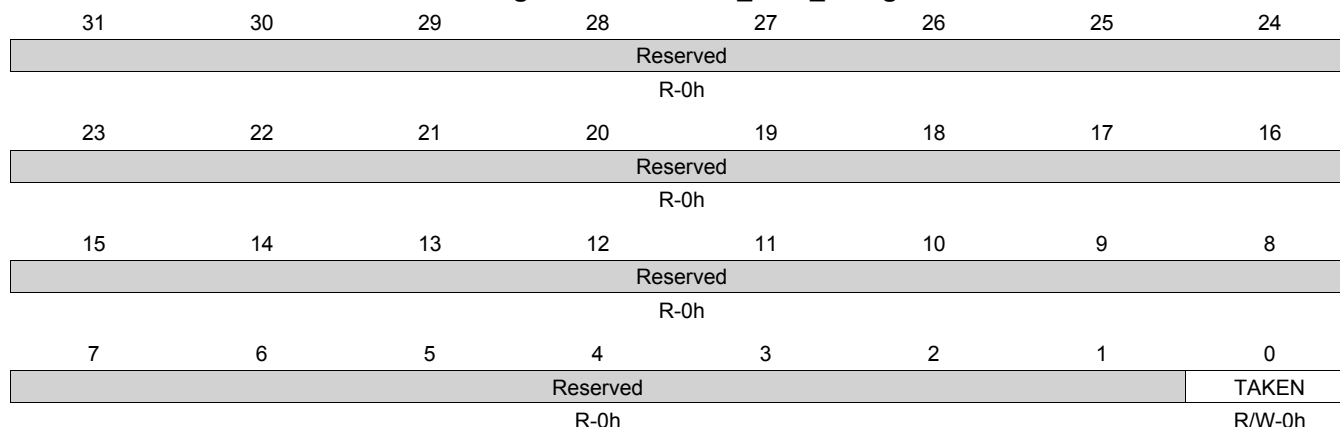 31 30 29 28 27 26 25 24
Reserved
R-0h
23 22 21 20 19 18 17 16
Reserved
R-0h
15 14 13 12 11 10 9 8
Reserved
R-0h
7 6 5 4 3 2 1 0
Reserved TAKEN
R-0h R/W-0h